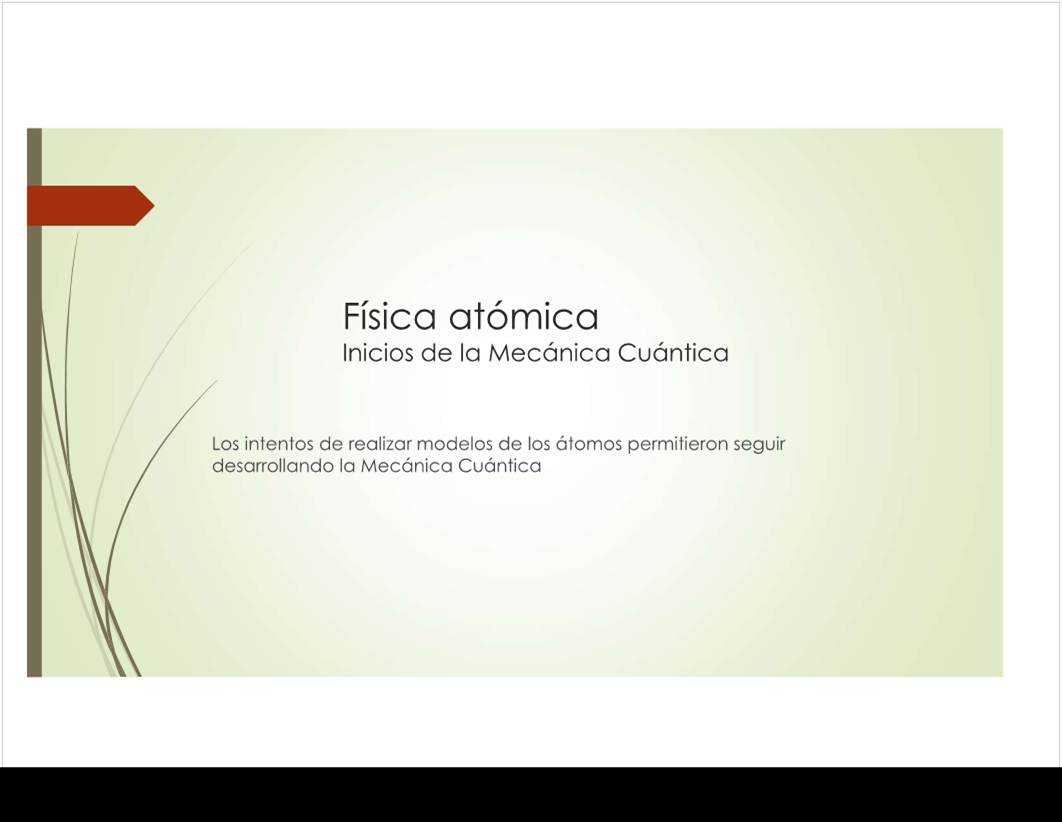 Física atómica
Inicios de la Mecánica Cuántica
Los intentos de realizar modelos de los átomos permitieron seguir
desarrollando la Mecánica Cuántica